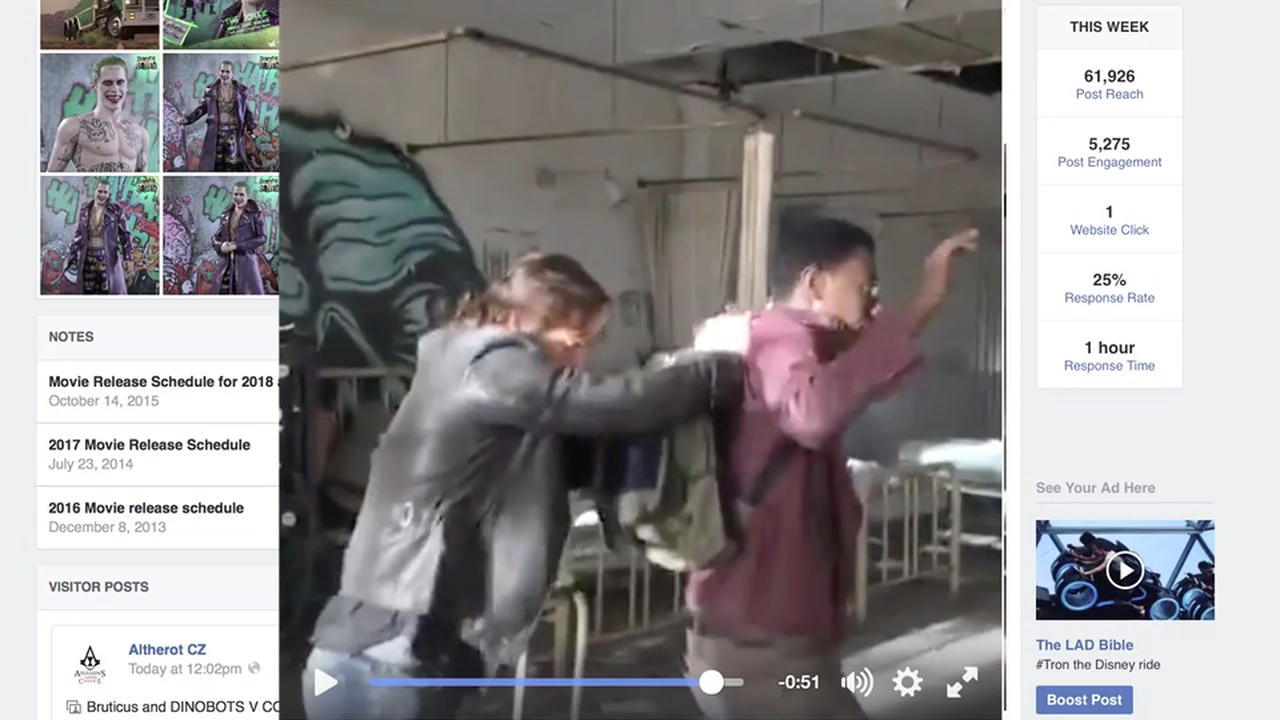 NOTES
Movie Release Schedule for 2018
October 14, 2015
2017 Movie Release Schedule
July 23, 2014
2016 Movie release schedule
December 8, 2013
VISITOR POSTS
Altherot CZ
Today at 12:02pm
Bruticus and DINOBOTS V CO
-0:51
THIS WEEK
61,926
Post Reach
5,275
Post Engagement
1
Website Click
25%
Response Rate
1 hour
Response Time
See Your Ad Here
The LAD Bible
#Tron the Disney ride
Boost Post